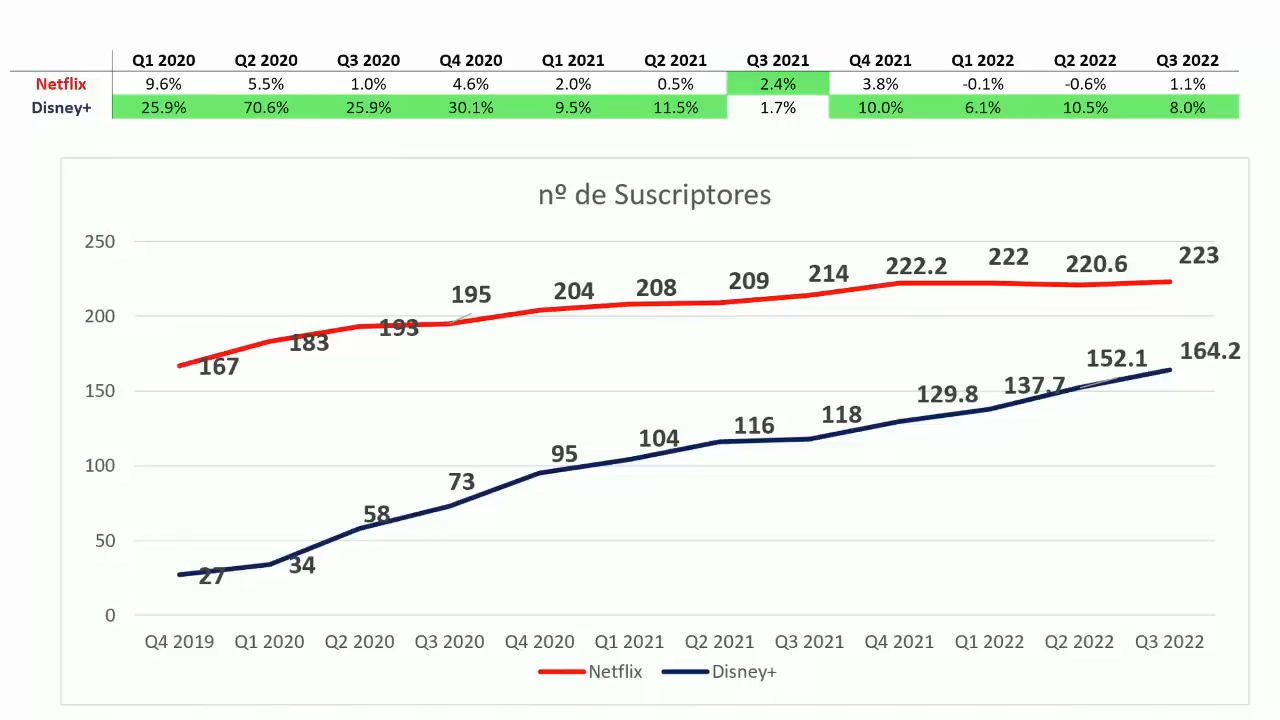 Q1 2020 Q2 2020 Q3 2020 Q4 2020 Q1 2021 Q2 2021 Q3 2021 Q4 2021 Q1 2022 Q2 2022 Q3 2022
Netflix 9.6% 5.5% 1.0% 4.6% 2.0% 0.5% 2.4% 3.8% -0.1% -0.6% 1.1%
Disney+ 25.9% 70.6% 25.9% 30.1% 9.5% 11.5% 1.7% 10.0% 6.1% 10.5% 8.0%
nº de Suscriptores
250
200
150
100
50
0
167 183 193 195 204 208 209 214 222.2 222 220.6 223
27 34 58 73 95 104 116 118 129.8 137.7 152.1 164.2
Q4 2019 Q1 2020 Q2 2020 Q3 2020 Q4 2020 Q1 2021 Q2 2021 Q3 2021 Q4 2021 Q1 2022 Q2 2022 Q3 2022
Netflix Disney+